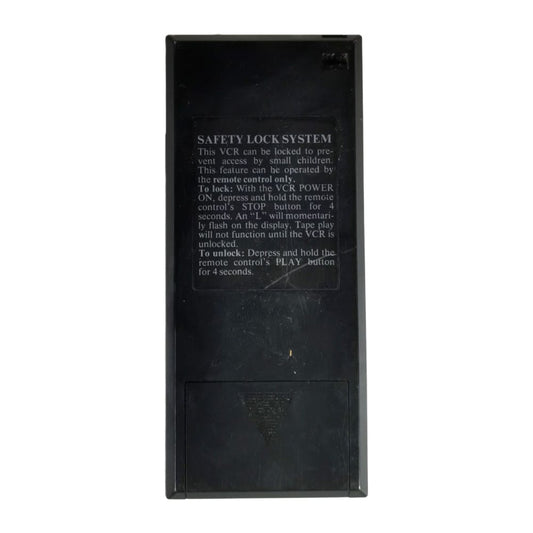 SAFETY LOCK SYSTEM
This VCR can be locked to pre-
vent access by small children.
This feature can be operated by
the remote control only.
To lock: With the VCR POWER
ON, depress and hold the remote
control's STOP button for 4
seconds. An "L" will momentari-
ly flash on the display. Tape play
will not function until the VCR is
unlocked.
To unlock: Depress and hold the
remote control's PLAY button
for 4 seconds.